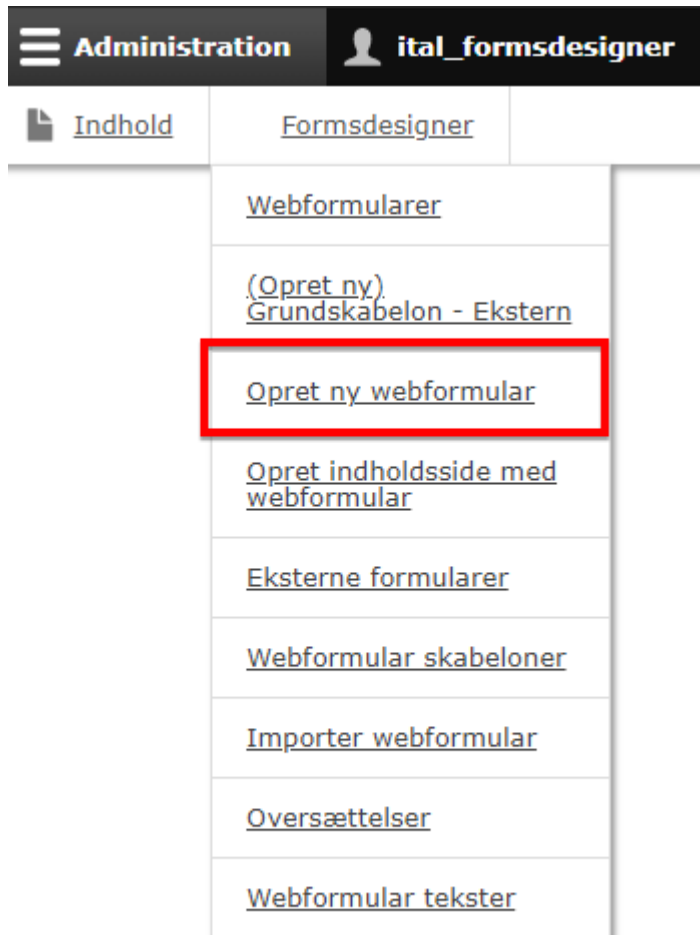 Administration ital_formsdesigner
Indhold Formsdesigner
Webformularer
(Opret ny)
Grundskabelon - Ekstern
Opret ny webformular
Opret indholdsside med
webformular
Eksterne formularer
Webformular skabeloner
Importer webformular
Oversættelser
Webformular tekster